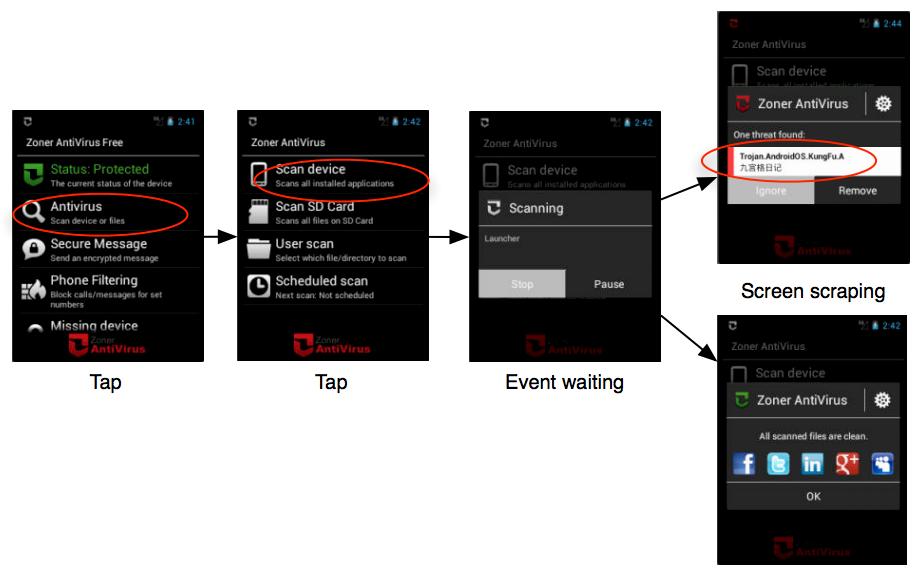 2:41
Zoner AntiVirus Free
Status: Protected
The current status of the device
Antivirus
Scan device or files
Secure Message
Send an encrypted message
Phone Filtering
Block calls/messages for set
numbers
Missing device
Zoner
AntiVirus
Tap
2:42
Zoner AntiVirus
Scan device
Scans all installed applications
Scan SD Card
Scans all files on SD Card
User scan
Select which file/directory to scan
Scheduled scan
Next scan: Not scheduled
Zoner
AntiVirus
Tap
2:42
Zoner AntiVirus
Scan device
Scans all installed applications
Scanning
Launcher
Stop
Pause
AntiVirus
Event waiting
2:44
Zoner AntiVirus
Scan device
Scans all installed applications
Zoner AntiVirus
One threat found:
Trojan.AndroidOS.KungFu.A
九宫格日记
Ignore
Remove
AntiVirus
Screen scraping
2:42
Zoner AntiVirus
Scan device
Zoner AntiVirus
All scanned files are clean.
f
in
g+
OK
AntiVirus